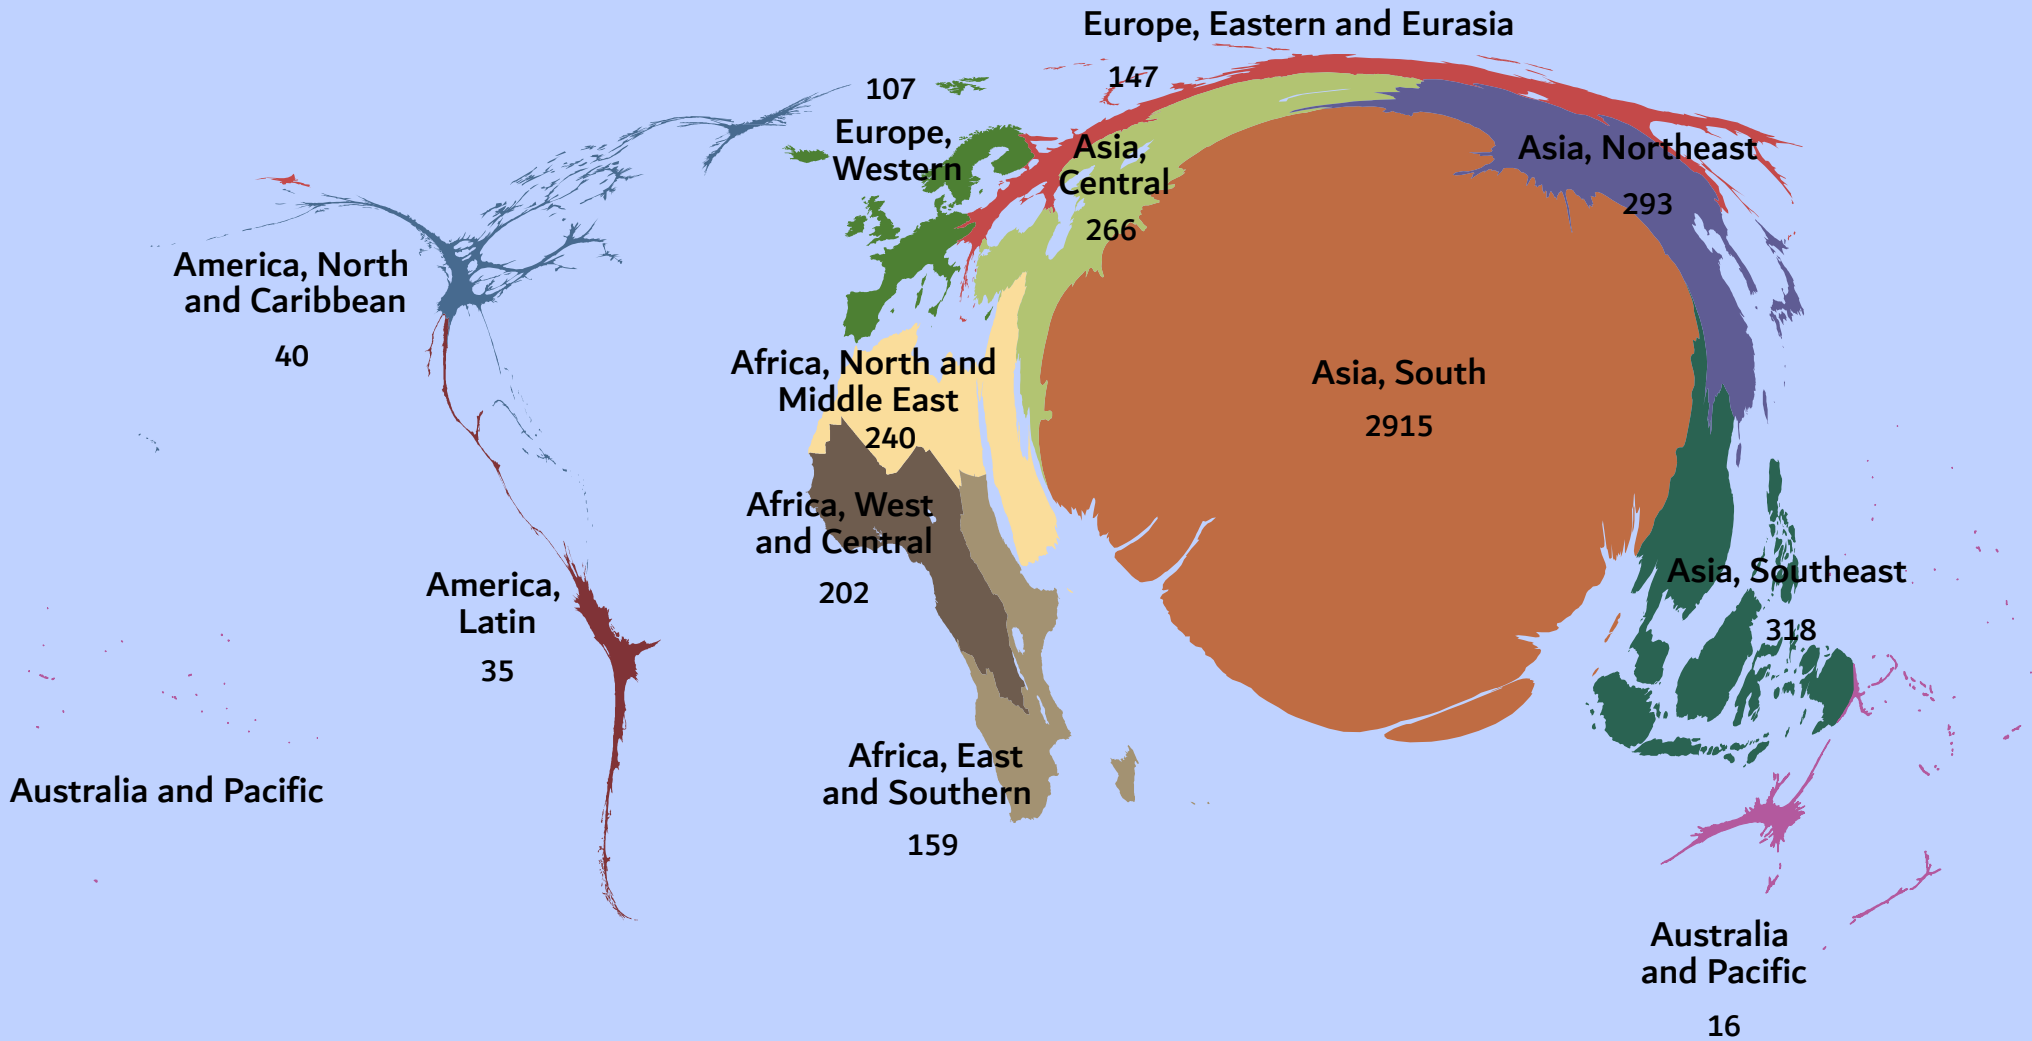 Europe, Eastern and Eurasia
147
107
Europe,
Western
Asia,
Central
266
Asia, Northeast
293
America, North
and Caribbean
40
Africa, North and
Middle East
240
Asia, South
2915
Africa, West
and Central
202
America,
Latin
35
Asia, Southeast
318
Africa, East
and Southern
159
Australia and Pacific
Australia
and Pacific
16